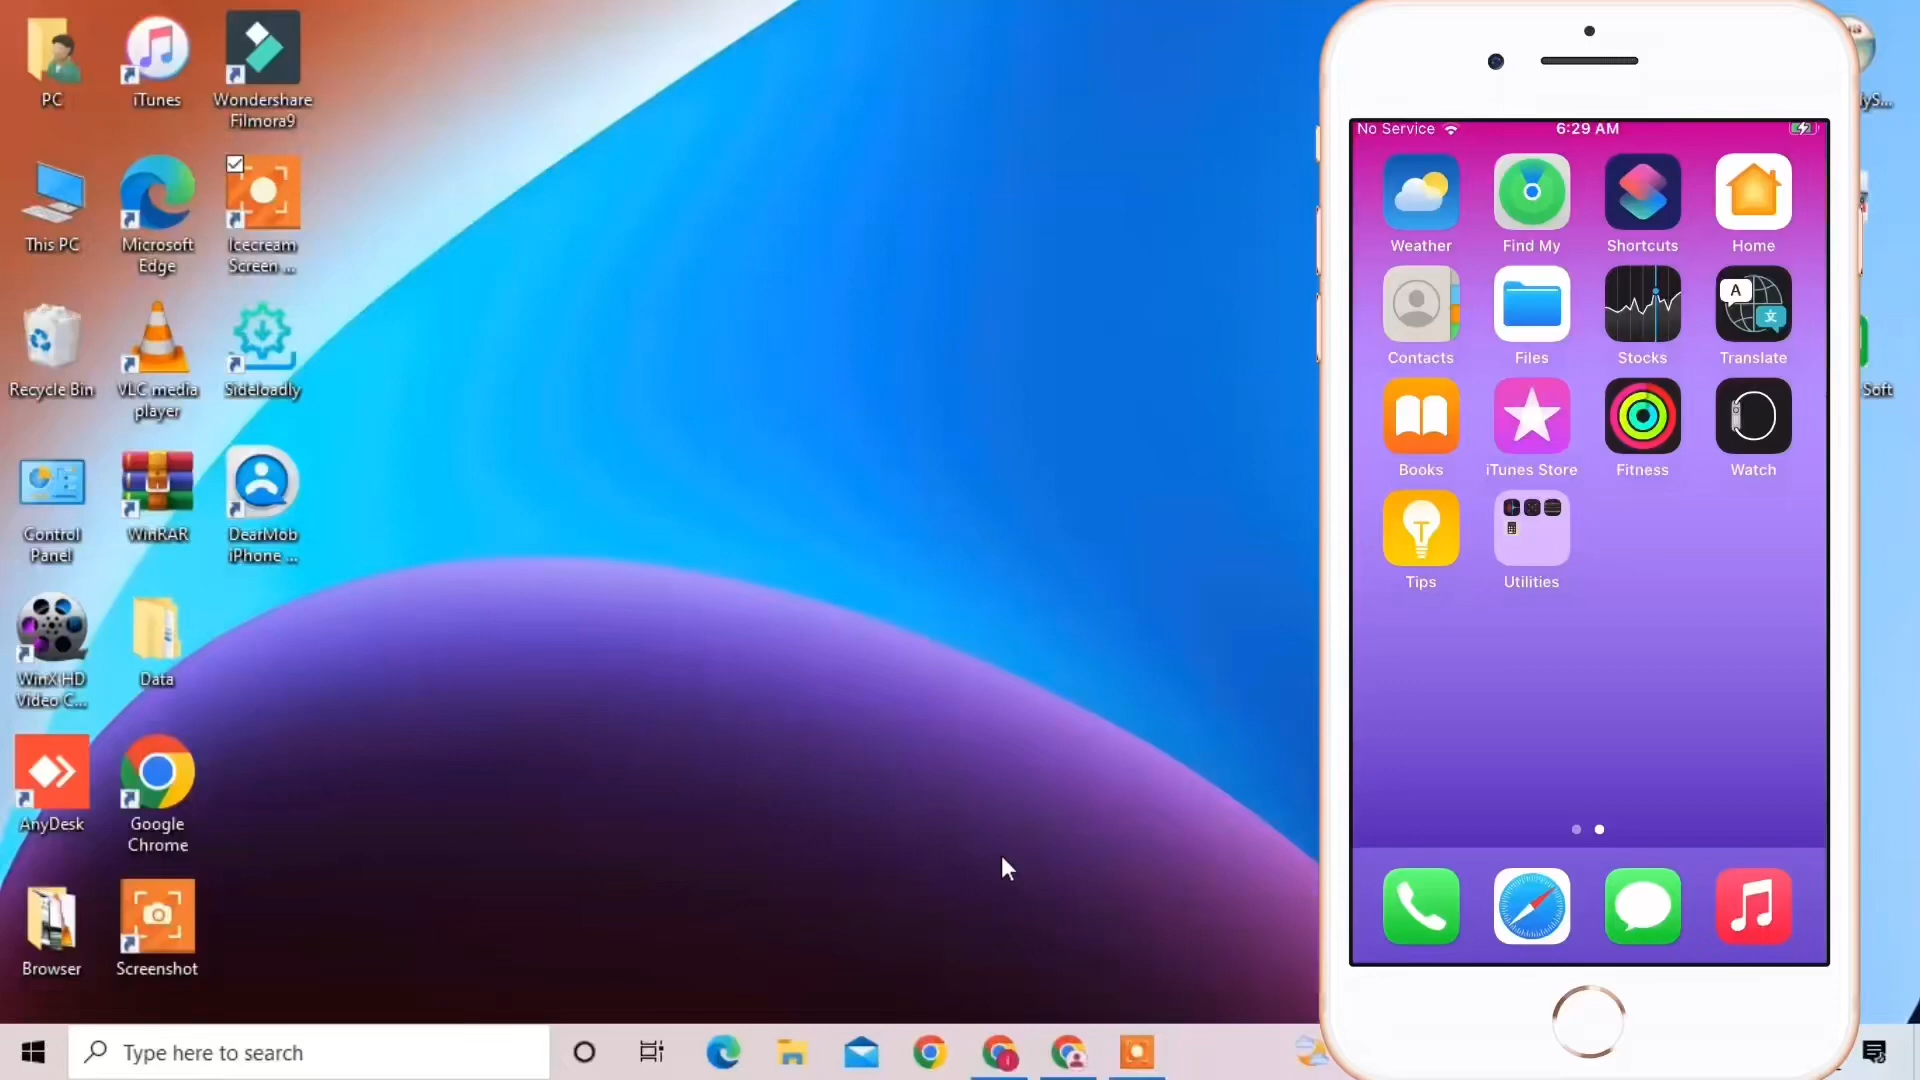 PC
iTunes
Wondershare
Filmora9
This PC
Microsoft
Edge
Icecream
Screen ...
Recycle Bin
VLC media
player
Sideloadly
Control
Panel
WinRAR
DearMob
iPhone ...
WinX HD
Video C...
Data
AnyDesk
Google
Chrome
Browser
Screenshot
Type here to search
No Service
6:29 AM
Weather
Find My
Shortcuts
Home
Contacts
Files
Stocks
Translate
A
文
Books
iTunes Store
Fitness
Watch
Tips
Utilities
Soft